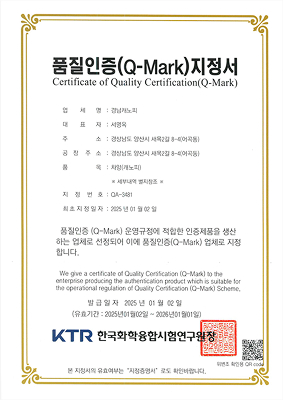 품질인증(Q-Mark)지정서
Certificate of Quality Certification(Q-Mark)
업 체 명 : 경남캐노피
대 표 자 : 서영욱
주 소 : 경상남도 양산시 새목2길 8-4(어곡동)
공 장 주 소 : 경상남도 양산시 새목2길 8-4(어곡동)
품 목 : 차양(캐노피)
※ 세부내역 별지참조 ※
지 정 번 호 : QA-3481
최 초 지 정 일 자 : 2025 년 01 월 02 일
품질인증 (Q-Mark) 운영규정에 적합한 인증제품을 생산
하는 업체로 선정되어 이에 품질인증(Q-Mark) 업체로 지정
합니다.
We give a certificate of Quality Certification (Q-Mark) to the
enterprise producing the authentication product which is suitable for
the operational regulation of Quality Certification (Q-Mark) Scheme,
발 급 일 자 2025 년 01 월 02 일
(유효기간 : 2025년01월02일 ~ 2026년01월01일)
KTR 한국화학융합시험연구원장
위변조 확인용 QR code
본 지정서의 유효여부는 "지정증명서" 로도 확인바랍니다.